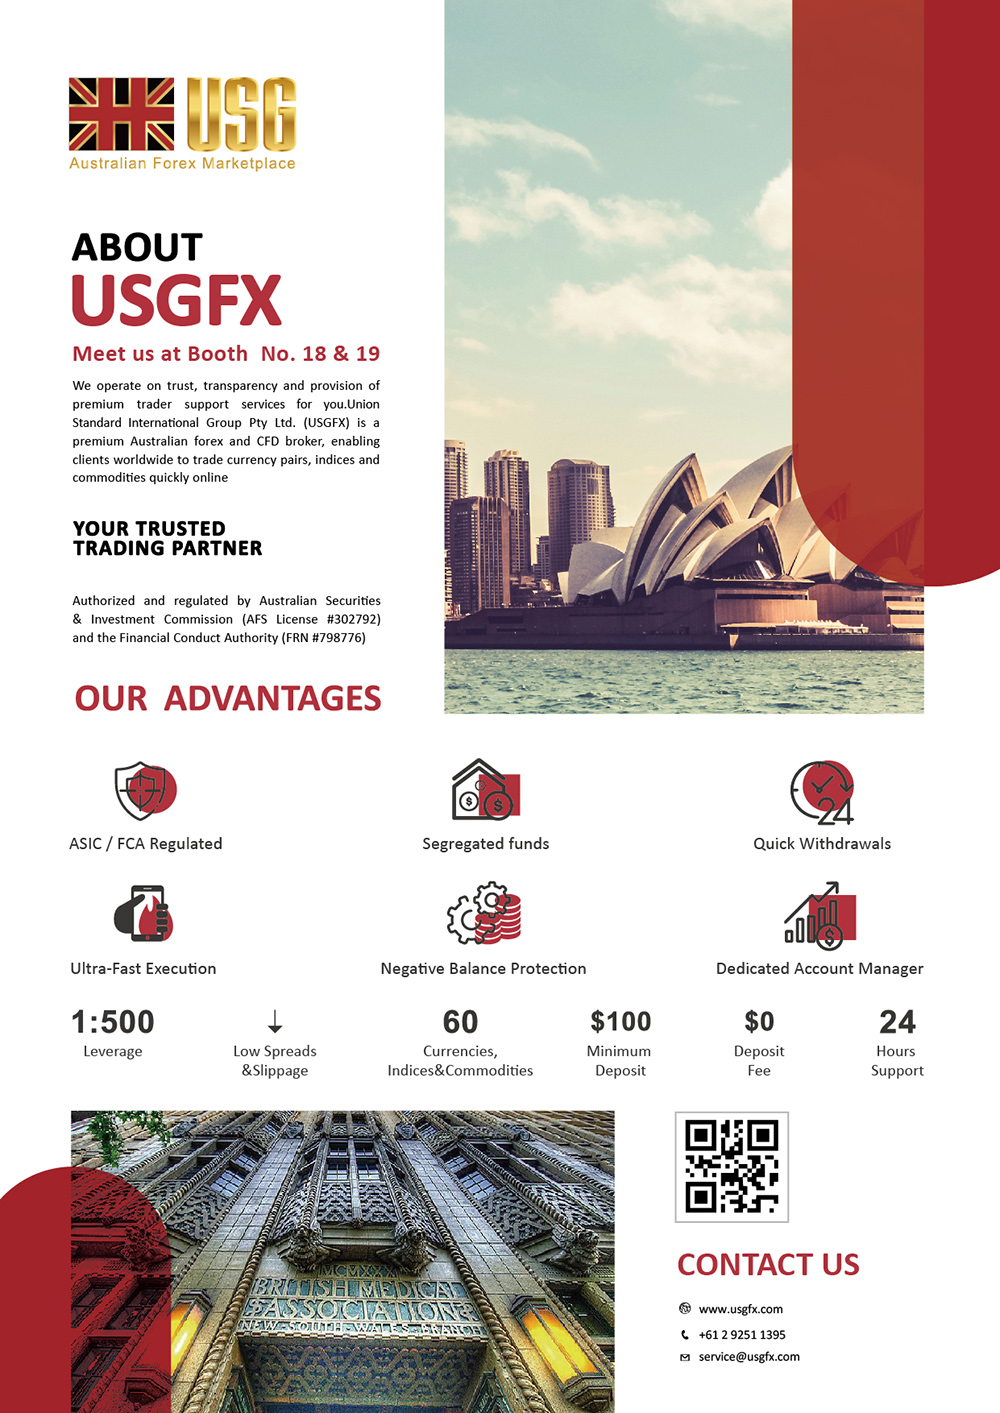 USG
Australian Forex Marketplace
ABOUT
USGFX
Meet us at Booth No. 18 & 19
We operate on trust, transparency and provision of
premium trader support services for you.Union
Standard International Group Pty Ltd. (USGFX) is a
premium Australian forex and CFD broker, enabling
clients worldwide to trade currency pairs, indices and
commodities quickly online
YOUR TRUSTED
TRADING PARTNER
Authorized and regulated by Australian Securities
& Investment Commission (AFS License #302792)
and the Financial Conduct Authority (FRN #798776)
OUR ADVANTAGES
$ $
24
ASIC / FCA Regulated
Segregated funds
Quick Withdrawals
$
Ultra-Fast Execution
Negative Balance Protection
Dedicated Account Manager
1:500
Leverage
↓
Low Spreads
&Slippage
60
Currencies,
Indices&Commodities
$100
Minimum
Deposit
$0
Deposit
Fee
24
Hours
Support
BRITISH MEDICAL
ASSOCIATION
NEW SOUTH WALES BRANCH
CONTACT US
www.usgfx.com
+61 2 9251 1395
service@usgfx.com